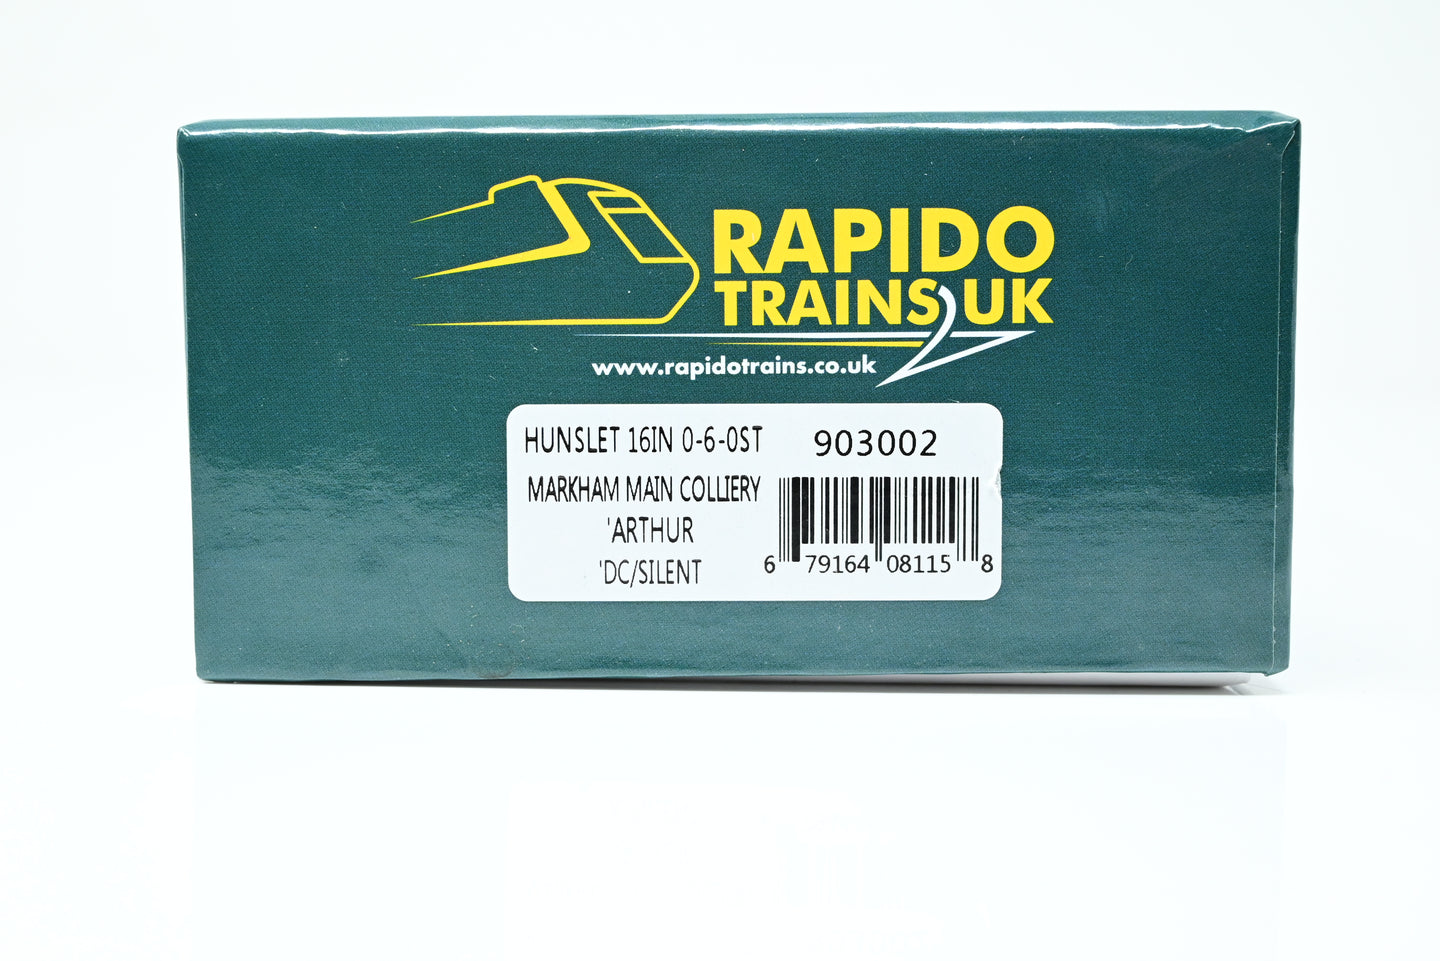 RAPIDO
TRAINS UK
www.rapidotrains.co.uk
HUNSLET 16IN 0-6-0ST 903002
MARKHAM MAIN COLLIERY
'ARTHUR
'DC/SILENT
6 79164 08115 8